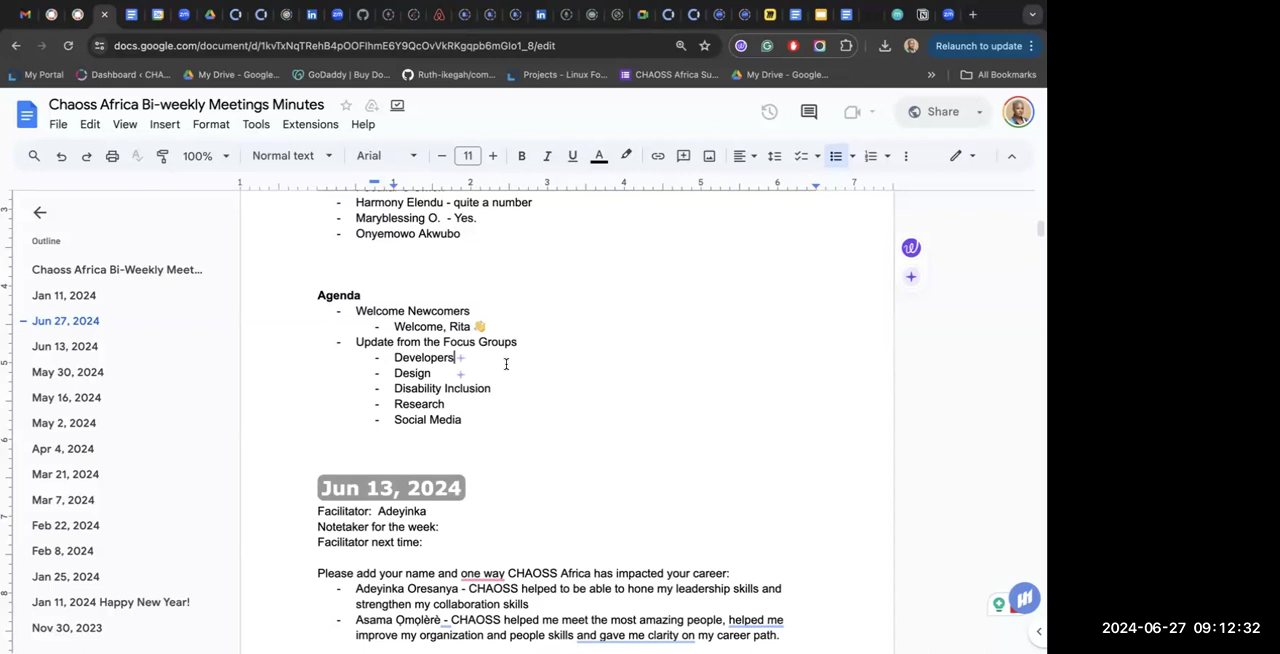 docs.google.com/document/d/1kvTxNqTRehB4pOOFlhmE6Y9QcOvVkRKgqpb6mGlo1_8/edit
Relaunch to update
My Portal
Dashboard ‹ CHA...
My Drive - Google...
GoDaddy | Buy Do...
Ruth-ikegah/com...
Projects - Linux Fo...
CHAOSS Africa Su...
My Drive - Google...
»
All Bookmarks
Chaoss Africa Bi-weekly Meetings Minutes
File Edit View Insert Format Tools Extensions Help
Share
100% Normal text Arial 11 B I U A
1 1 2 3 4 5 6 7
Outline
Chaoss Africa Bi-Weekly Meet...
Jan 11, 2024
Jun 27, 2024
Jun 13, 2024
May 30, 2024
May 16, 2024
May 2, 2024
Apr 4, 2024
Mar 21, 2024
Mar 7, 2024
Feb 22, 2024
Feb 8, 2024
Jan 25, 2024
Jan 11, 2024 Happy New Year!
Nov 30, 2023
- Harmony Elendu - quite a number
- Maryblessing O. - Yes.
- Onyemowo Akwubo
Agenda
- Welcome Newcomers
- Welcome, Rita 👋
- Update from the Focus Groups
- Developers
- Design
- Disability Inclusion
- Research
- Social Media
Jun 13, 2024
Facilitator: Adeyinka
Notetaker for the week:
Facilitator next time:
Please add your name and one way CHAOSS Africa has impacted your career:
- Adeyinka Oresanya - CHAOSS helped to be able to hone my leadership skills and
strengthen my collaboration skills
- Asama Ọmọlèrè - CHAOSS helped me meet the most amazing people, helped me
improve my organization and people skills and gave me clarity on my career path.
2024-06-27 09:12:32